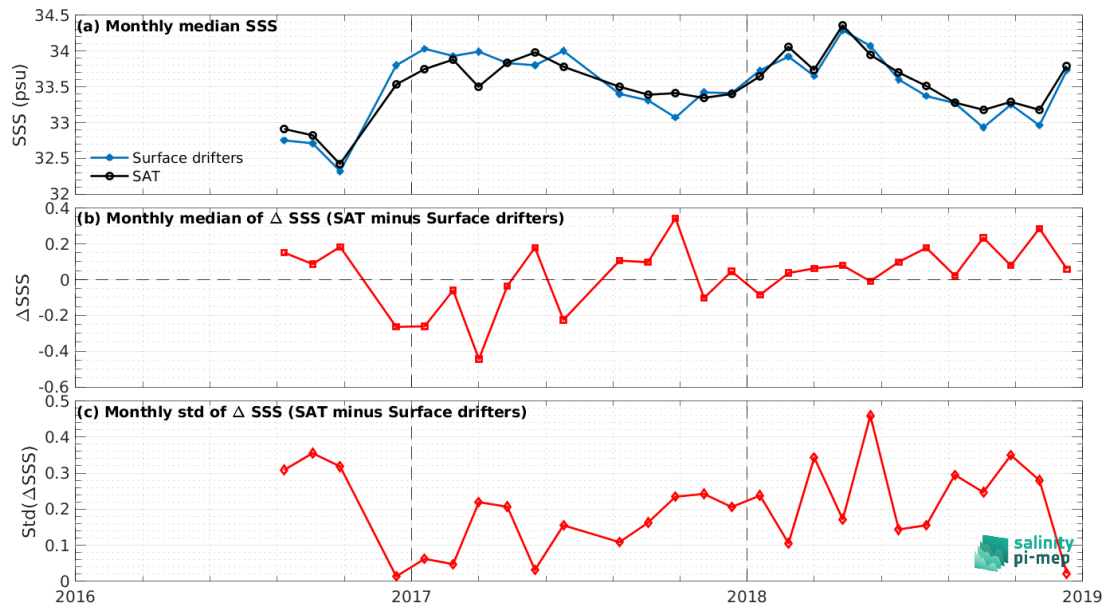 (a) Monthly median SSS
34.5
34
33.5
33
32.5
32
SSS (psu)
Surface drifters
SAT
(b) Monthly median of Δ SSS (SAT minus Surface drifters)
0.4
0.2
0
-0.2
-0.4
-0.6
ΔSSS
(c) Monthly std of Δ SSS (SAT minus Surface drifters)
0.5
0.4
0.3
0.2
0.1
0
Std(ΔSSS)
salinity
pi-mep
2016 2017 2018 2019